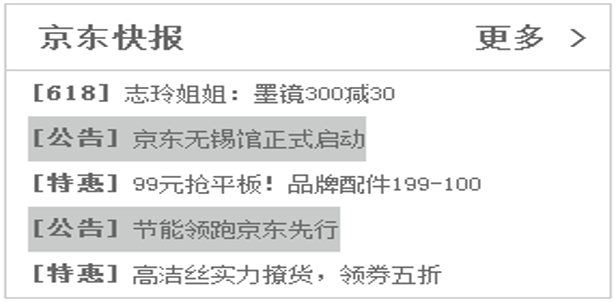 京东快报 更多 >
[618] 志玲姐姐：墨镜300减30
[公告] 京东无锡馆正式启动
[特惠] 99元抢平板！品牌配件199-100
[公告] 节能领跑京东先行
[特惠] 高洁丝实力撩货，领券五折